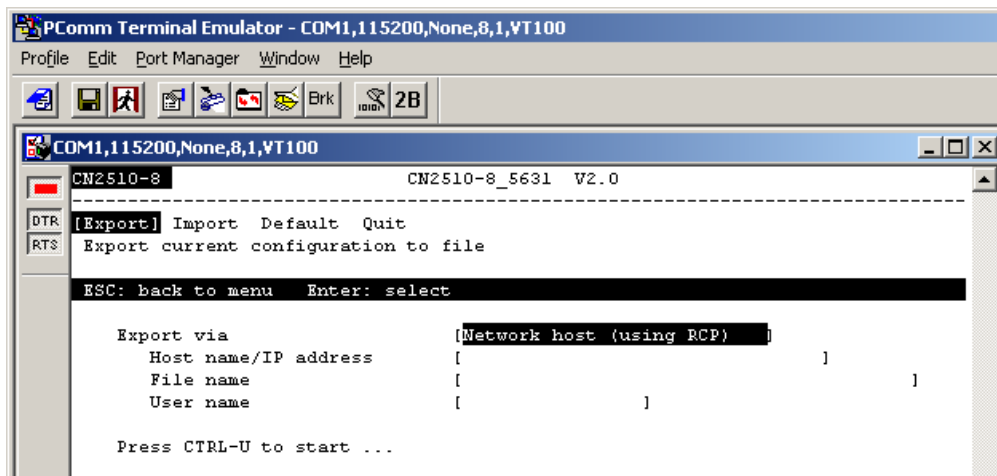 PComm Terminal Emulator - COM1,115200,None,8,1,VT100
Profile Edit Port Manager Window Help
Brk 2B
COM1,115200,None,8,1,VT100
CN2510-8 CN2510-8_5631 V2.0
DTR
RTS
[Export] Import Default Quit
Export current configuration to file
ESC: back to menu Enter: select
Export via [Network host (using RCP) ]
Host name/IP address [ ]
File name [ ]
User name [ ]
Press CTRL-U to start ...